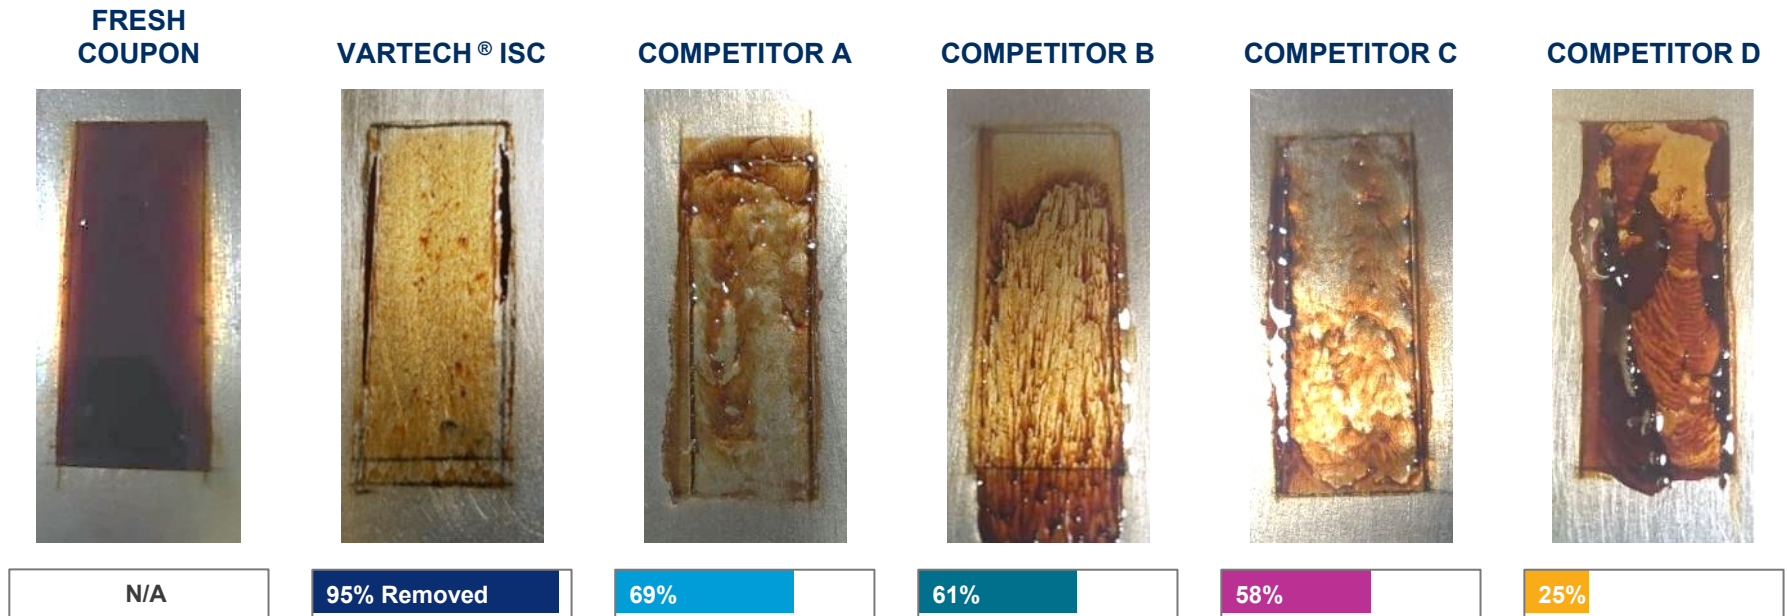 FRESH
COUPON
VARTECH ® ISC
COMPETITOR A
COMPETITOR B
COMPETITOR C
COMPETITOR D
N/A
95% Removed
69%
61%
58%
25%